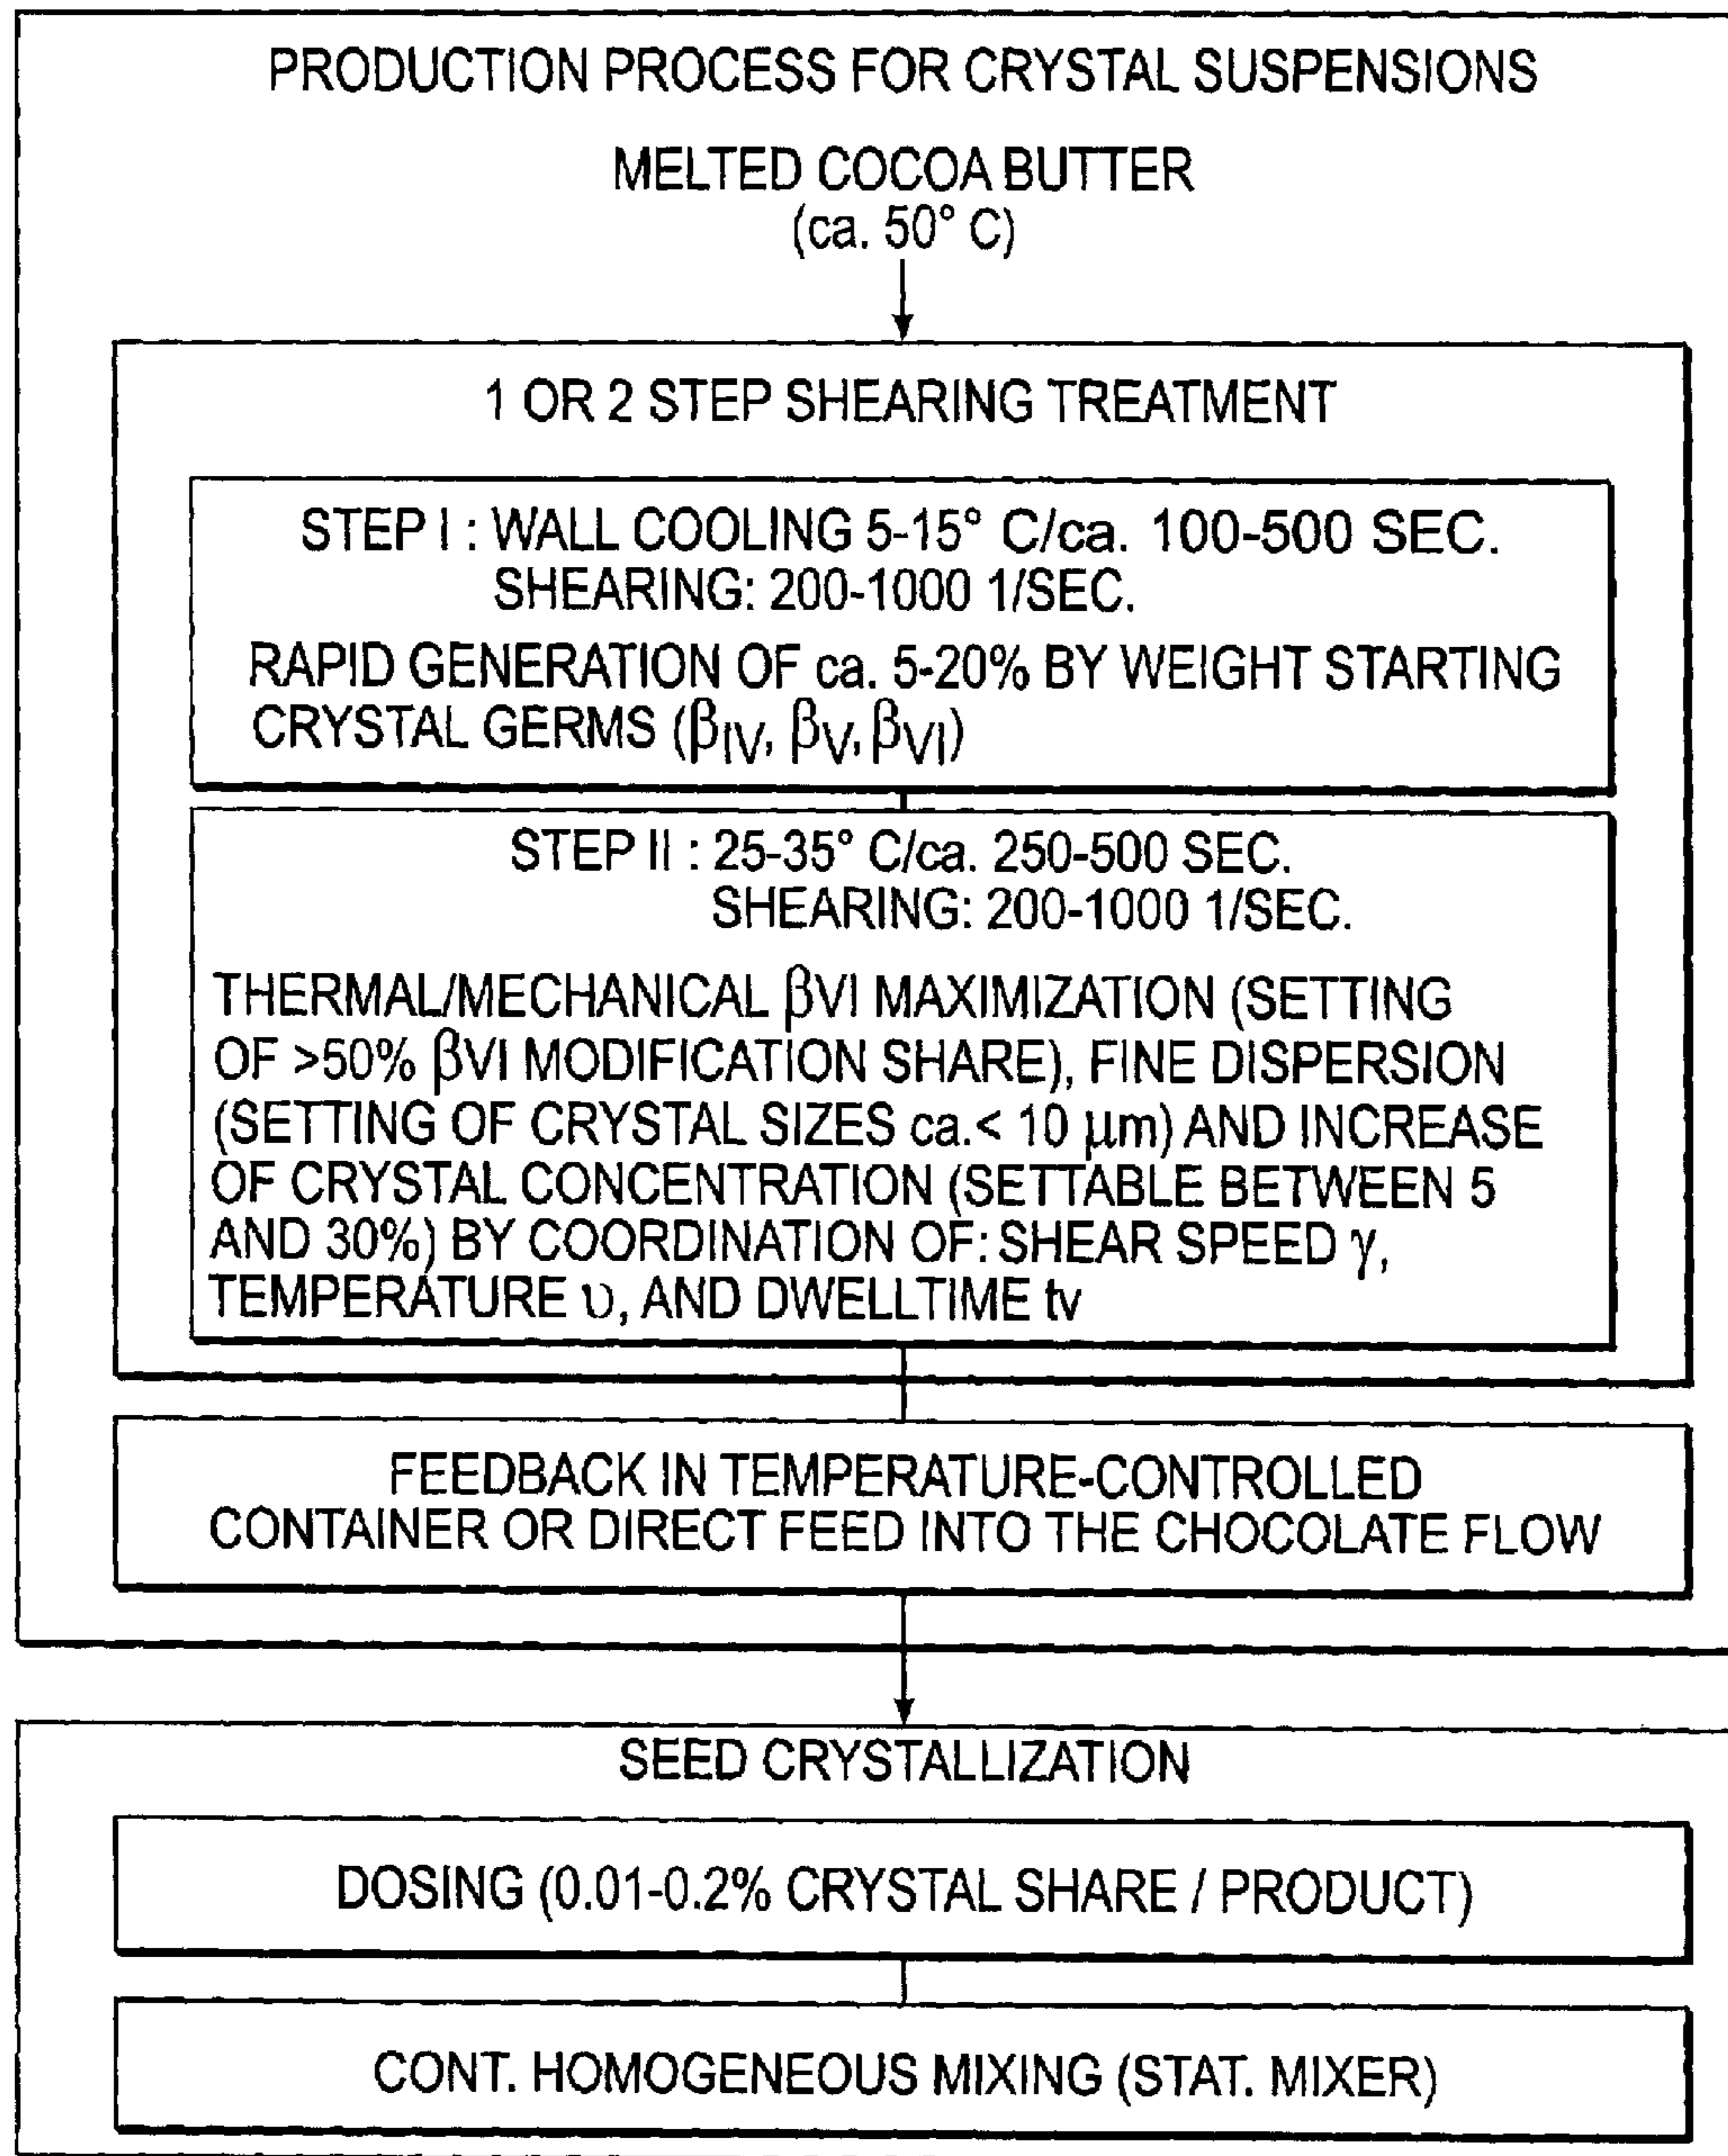 PRODUCTION PROCESS FOR CRYSTAL SUSPENSIONS
MELTED COCOA BUTTER
(ca. 50° C)
1 OR 2 STEP SHEARING TREATMENT
STEP I : WALL COOLING 5-15° C/ca. 100-500 SEC.
SHEARING: 200-1000 1/SEC.
RAPID GENERATION OF ca. 5-20% BY WEIGHT STARTING
CRYSTAL GERMS (βIV, βV, βVI)
STEP II : 25-35° C/ca. 250-500 SEC.
SHEARING: 200-1000 1/SEC.
THERMAL/MECHANICAL βVI MAXIMIZATION (SETTING
OF >50% βVI MODIFICATION SHARE), FINE DISPERSION
(SETTING OF CRYSTAL SIZES ca.< 10 μm) AND INCREASE
OF CRYSTAL CONCENTRATION (SETTABLE BETWEEN 5
AND 30%) BY COORDINATION OF: SHEAR SPEED γ,
TEMPERATURE υ, AND DWELLTIME tv
FEEDBACK IN TEMPERATURE-CONTROLLED
CONTAINER OR DIRECT FEED INTO THE CHOCOLATE FLOW
SEED CRYSTALLIZATION
DOSING (0.01-0.2% CRYSTAL SHARE / PRODUCT)
CONT. HOMOGENEOUS MIXING (STAT. MIXER)